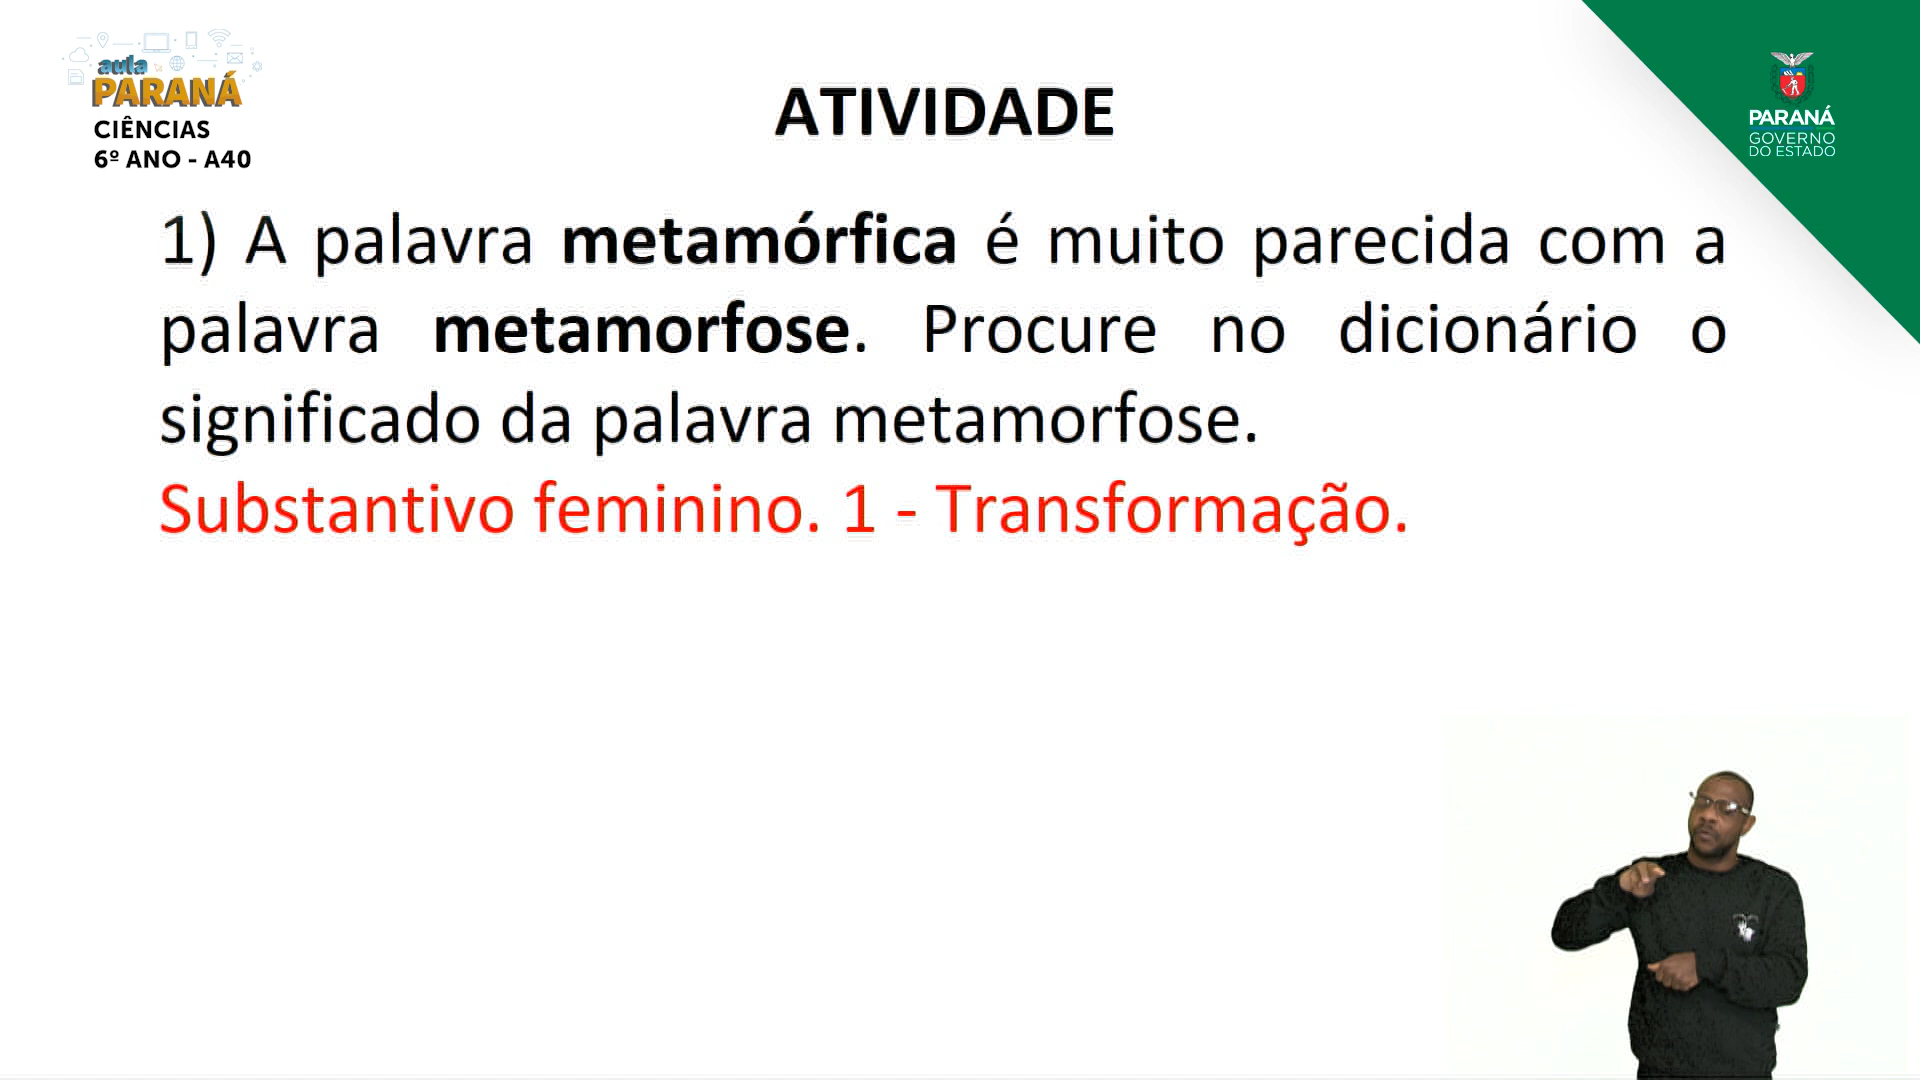 aula
PARANÁ
CIÊNCIAS
6º ANO - A40
ATIVIDADE
PARANÁ
GOVERNO
DO ESTADO
1) A palavra metamórfica é muito parecida com a
palavra metamorfose. Procure no dicionário o
significado da palavra metamorfose.
Substantivo feminino. 1 - Transformação.